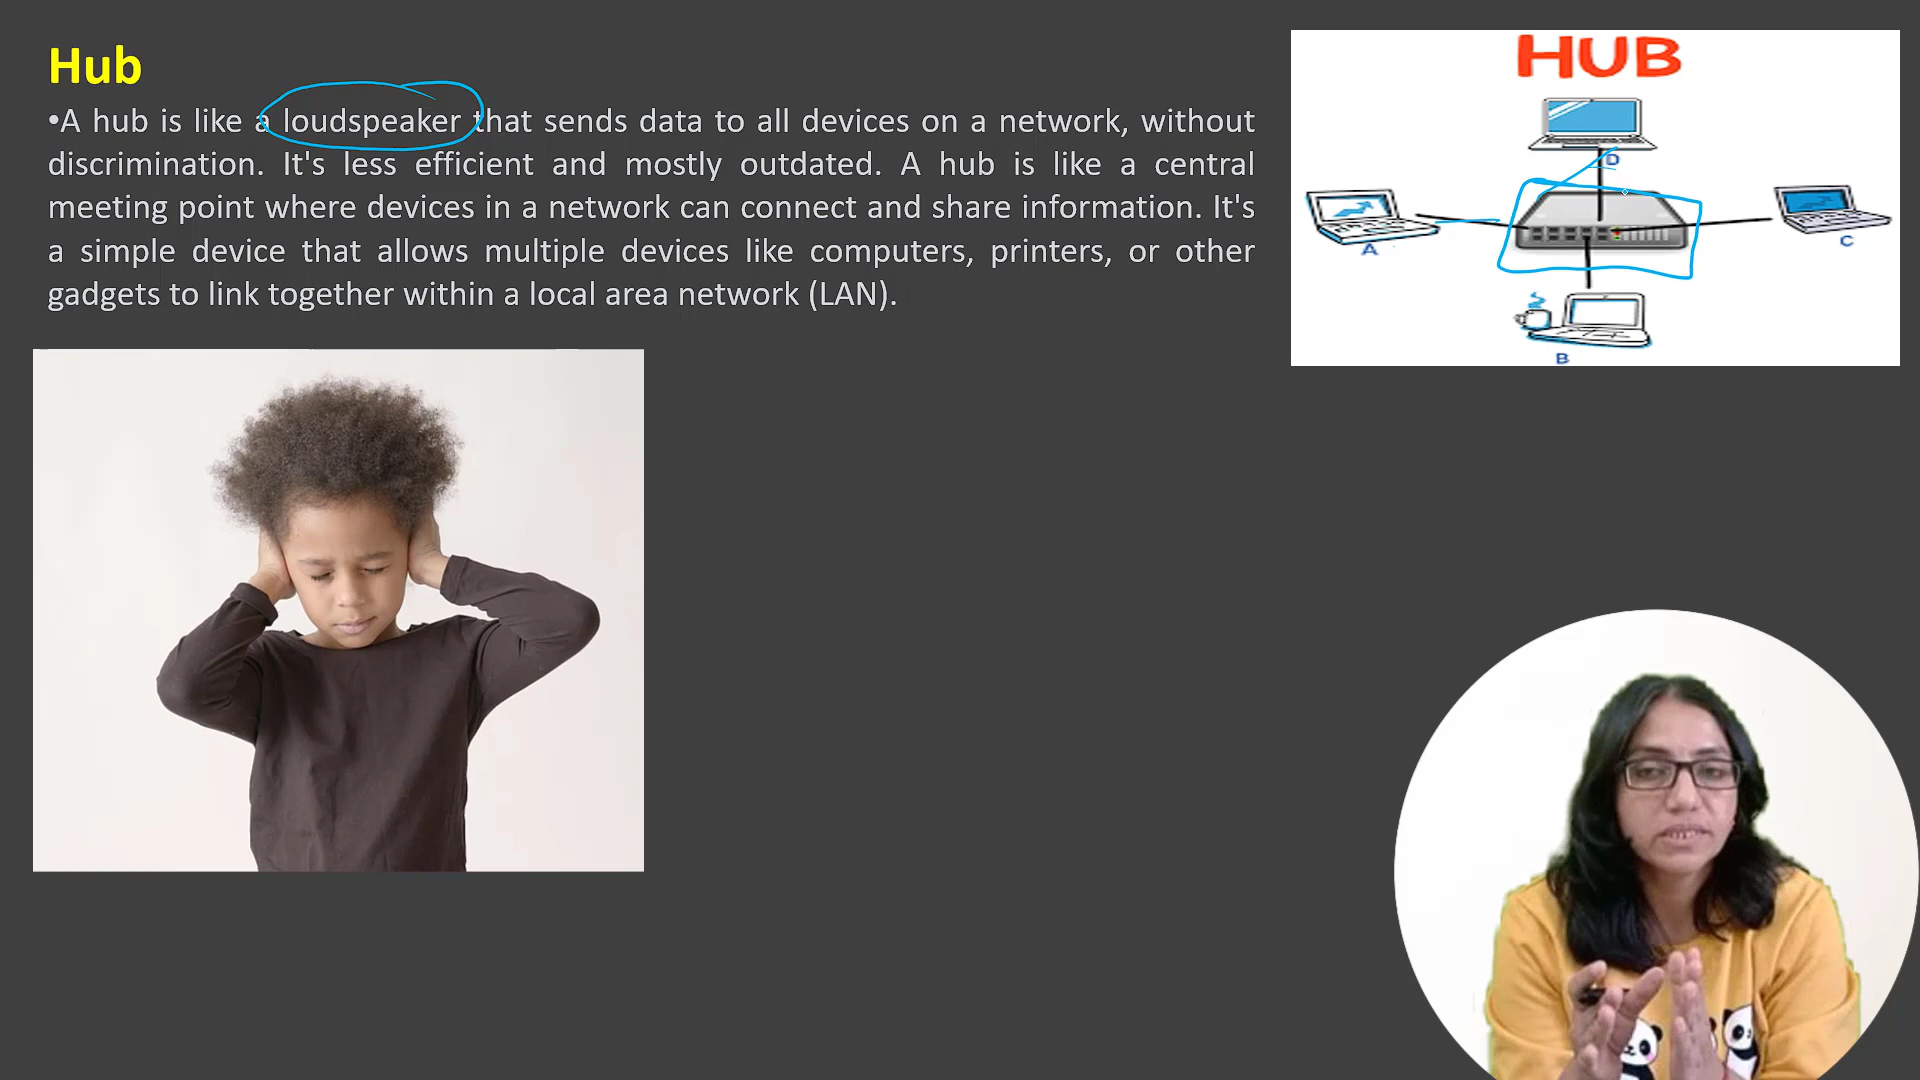 Hub
•A hub is like a loudspeaker that sends data to all devices on a network, without
discrimination. It's less efficient and mostly outdated. A hub is like a central
meeting point where devices in a network can connect and share information. It's
a simple device that allows multiple devices like computers, printers, or other
gadgets to link together within a local area network (LAN).
HUB
D
A
C
B